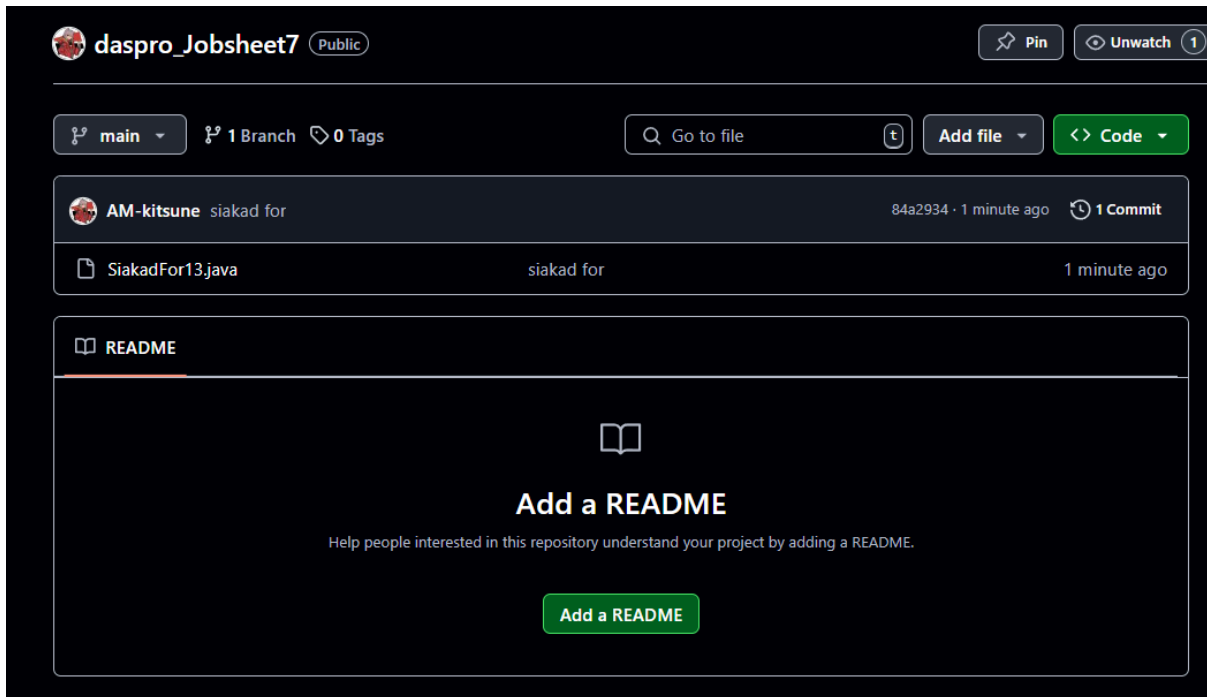 daspro_Jobsheet7 Public Pin Unwatch 1
main 1 Branch 0 Tags Go to file t Add file <> Code
AM-kitsune siakad for 84a2934 · 1 minute ago 1 Commit
SiakadFor13.java siakad for 1 minute ago
README
Add a README
Help people interested in this repository understand your project by adding a README.
Add a README